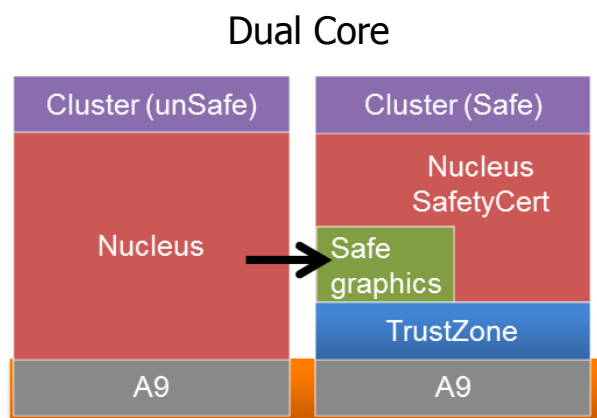 Dual Core
Cluster (unSafe)
Cluster (Safe)
Nucleus
Nucleus
SafetyCert
Safe
graphics
TrustZone
A9
A9